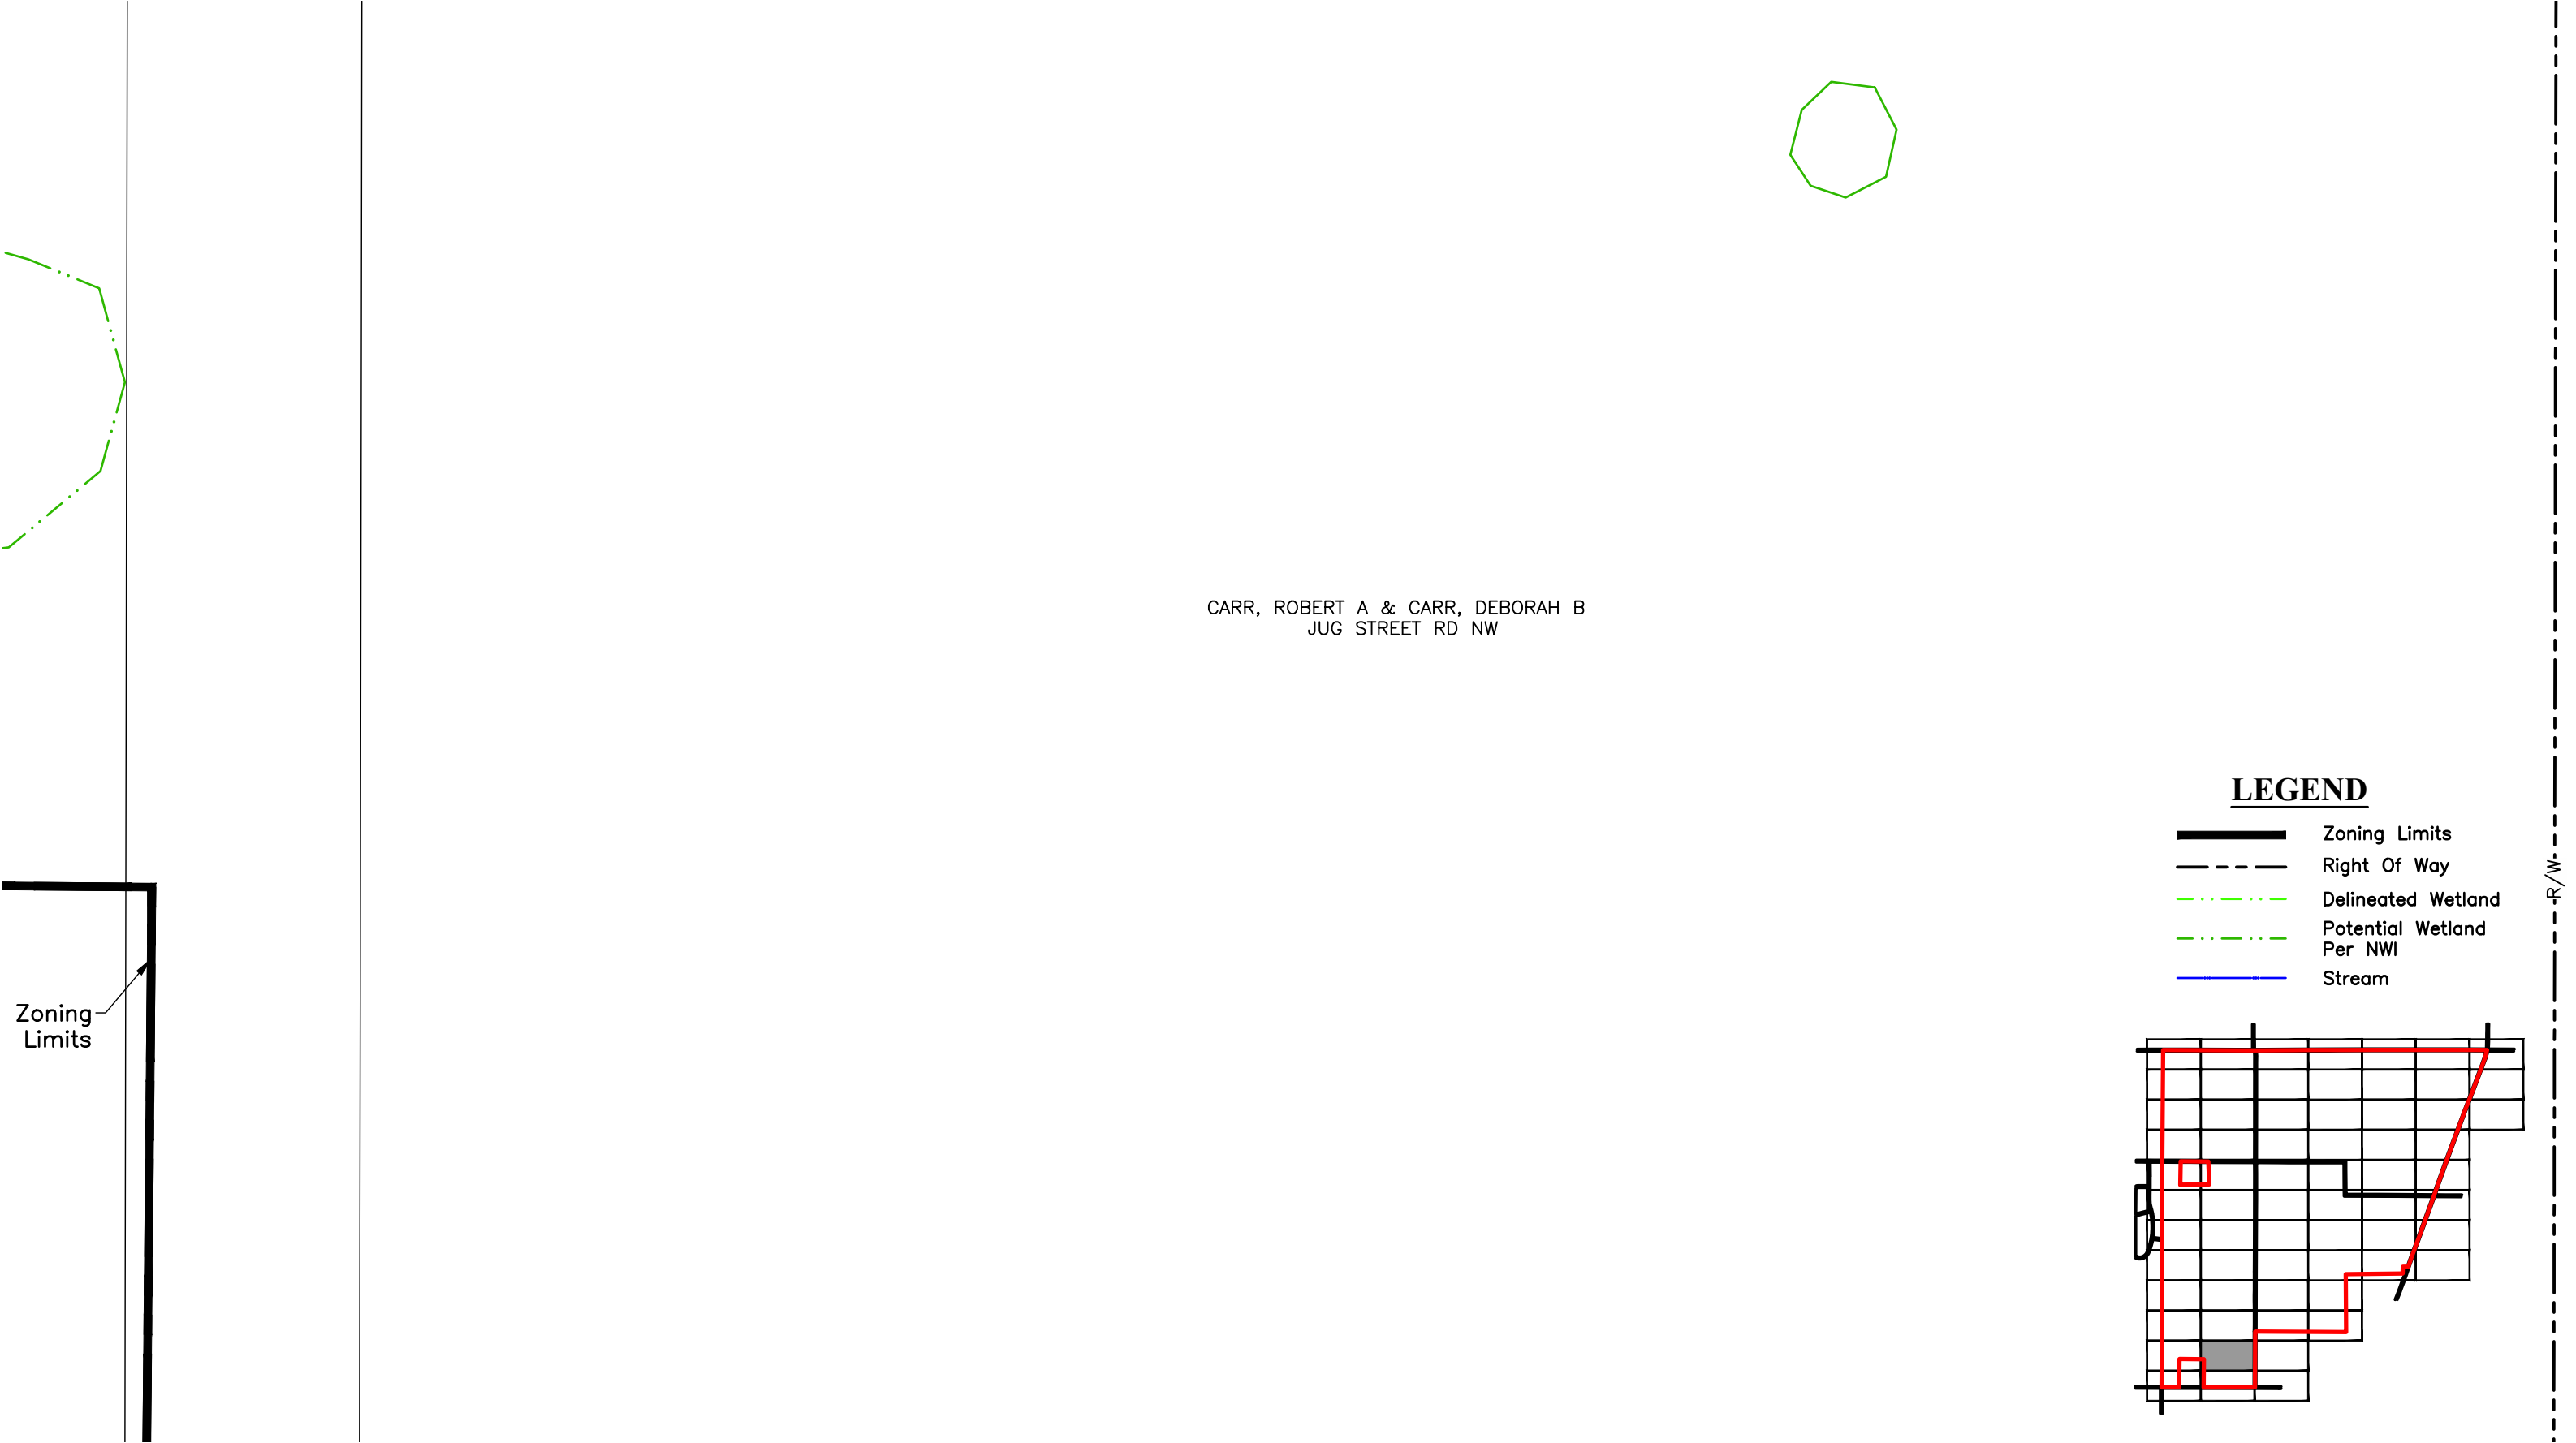 CARR, ROBERT A & CARR, DEBORAH B
JUG STREET RD NW
LEGEND
Zoning Limits
Right Of Way
Delineated Wetland
Potential Wetland
Per NWI
Stream
R/W
Zoning
Limits